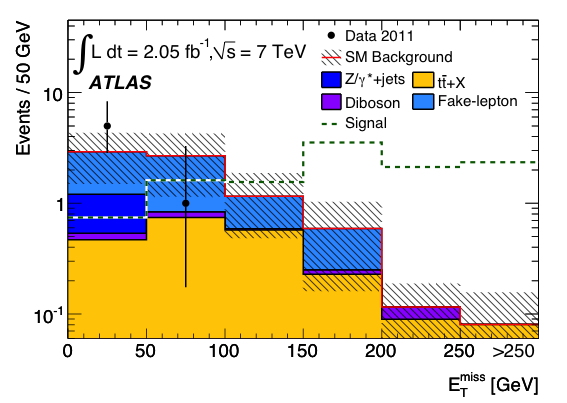 ∫L dt = 2.05 fb⁻¹,√s = 7 TeV
ATLAS
Data 2011
SM Background
Z/γ*+jets
tt̄+X
Diboson
Fake-lepton
Signal
Events / 50 GeV
10
1
10⁻¹
0 50 100 150 200 250 >250
E_T^miss [GeV]